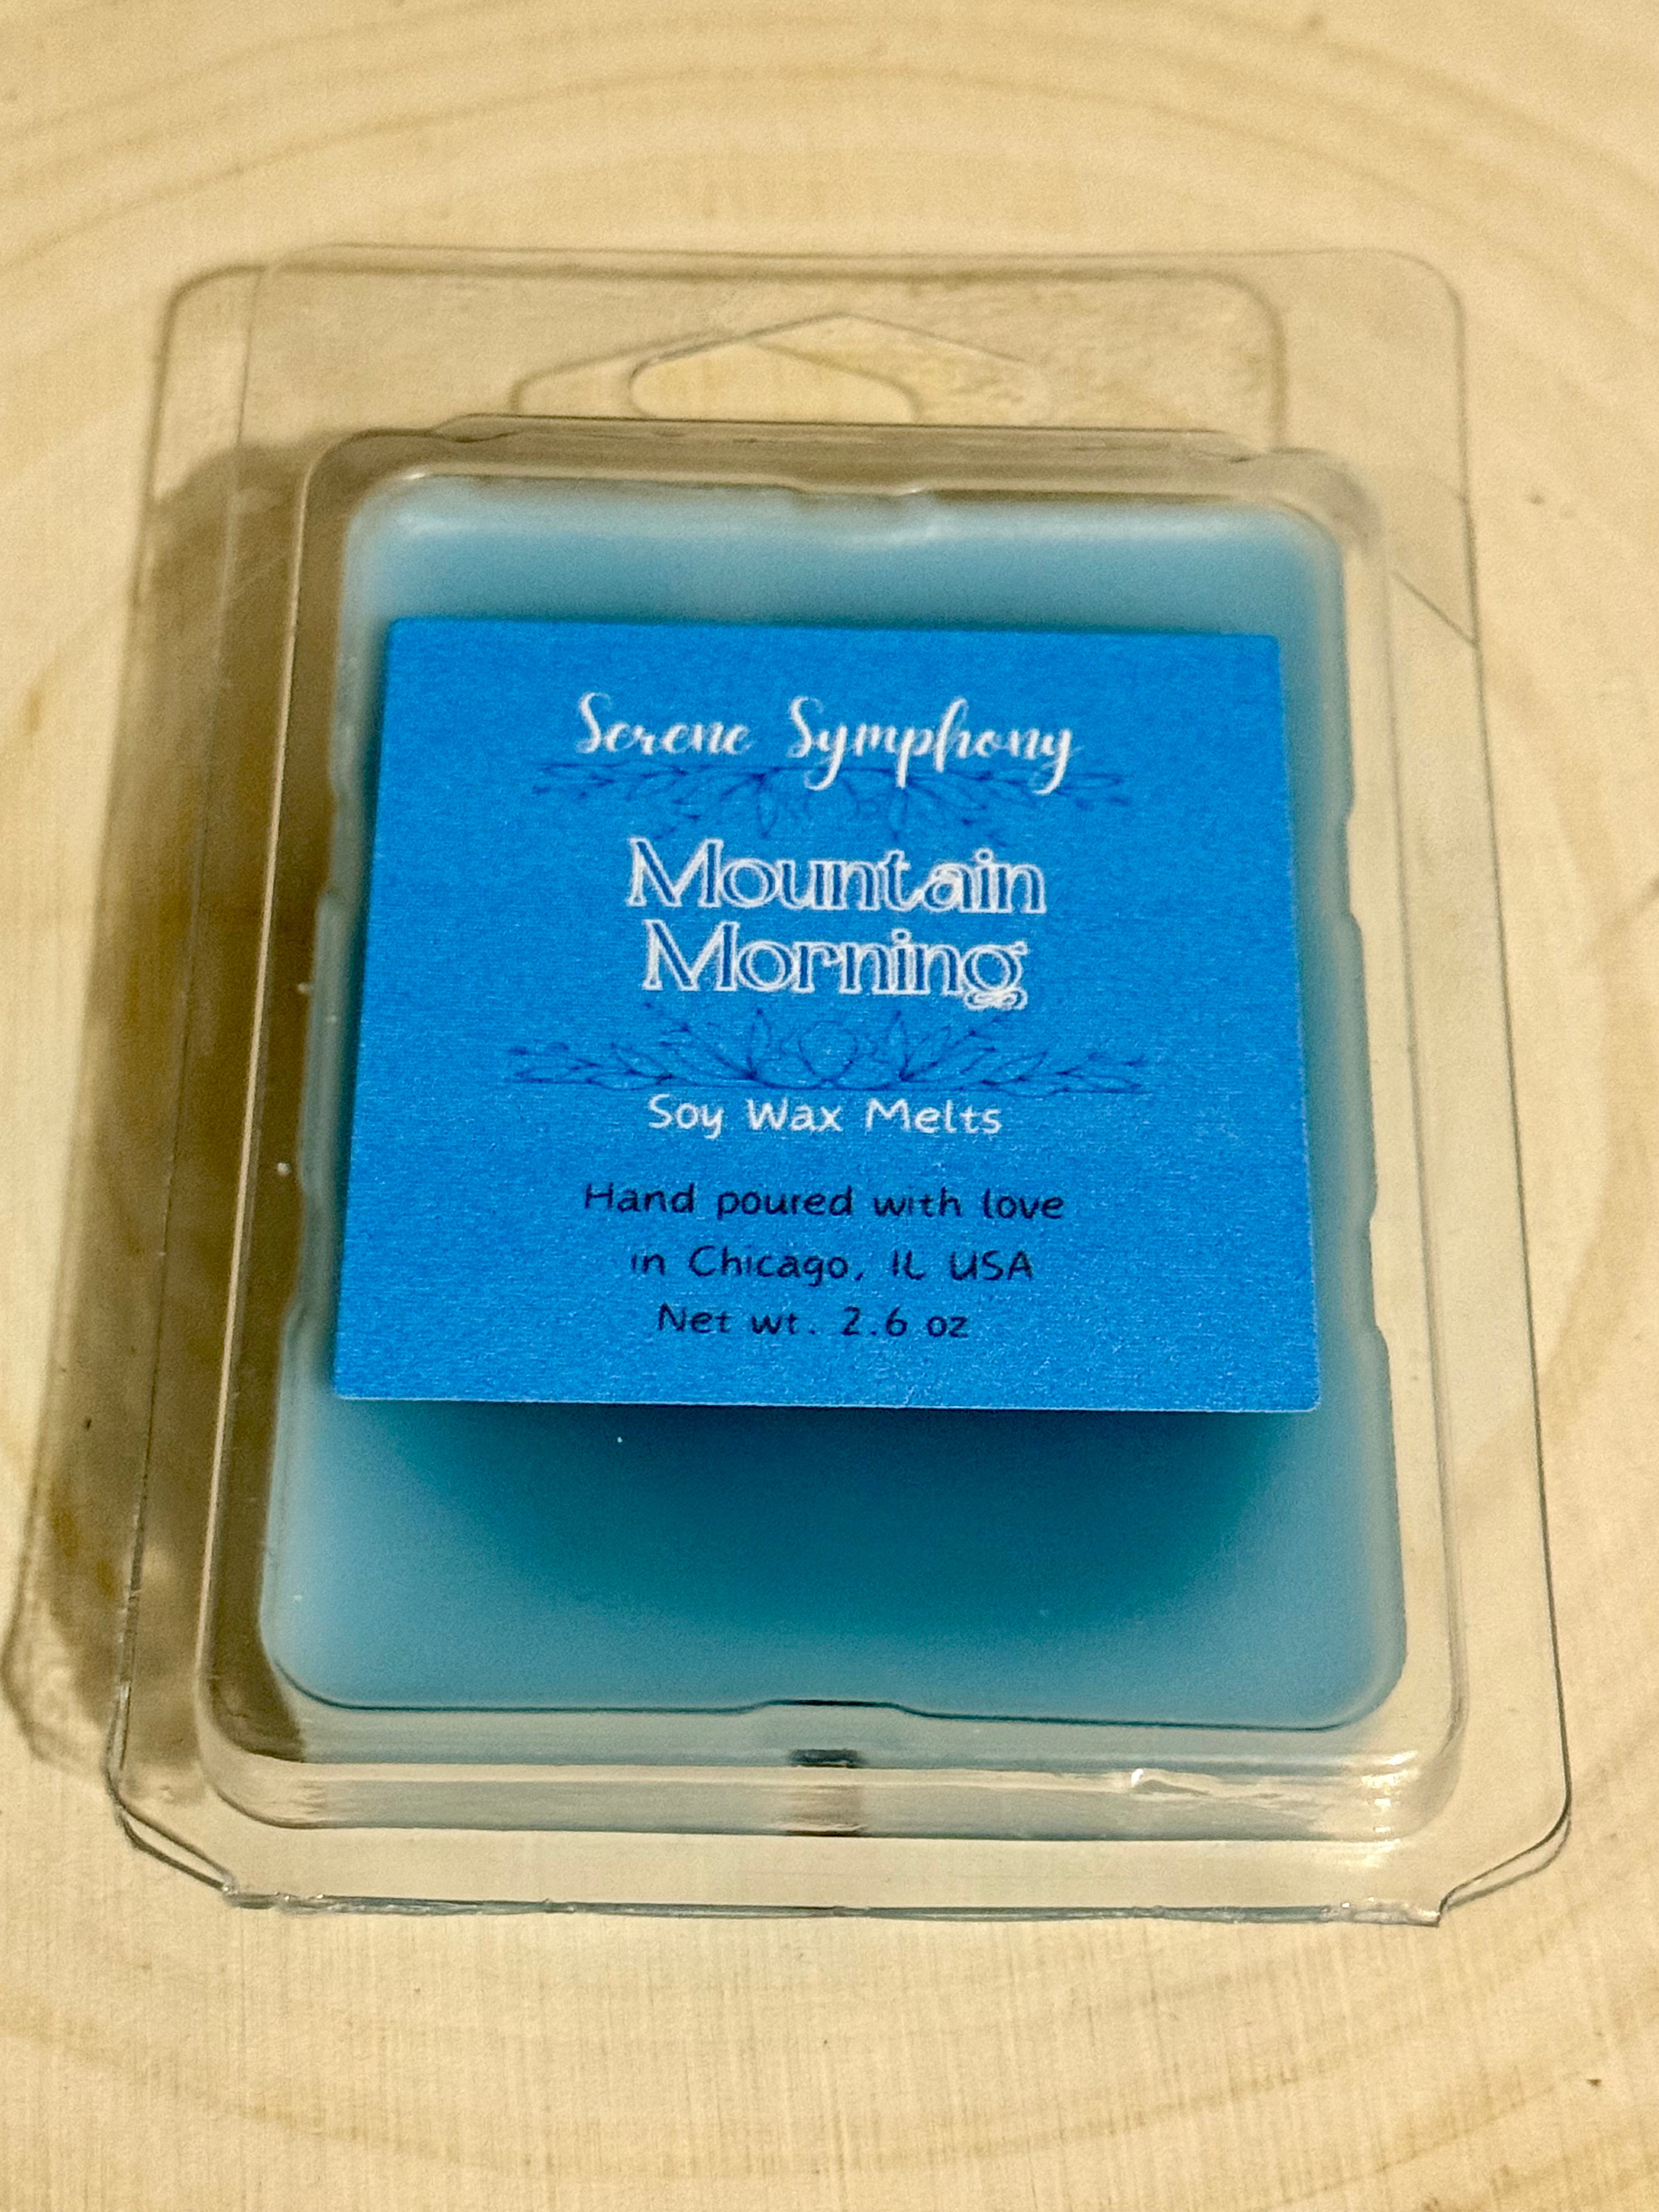 Serene Symphony
Mountain
Morning
Soy Wax Melts
Hand poured with love
in Chicago, IL USA
Net wt. 2.6 oz